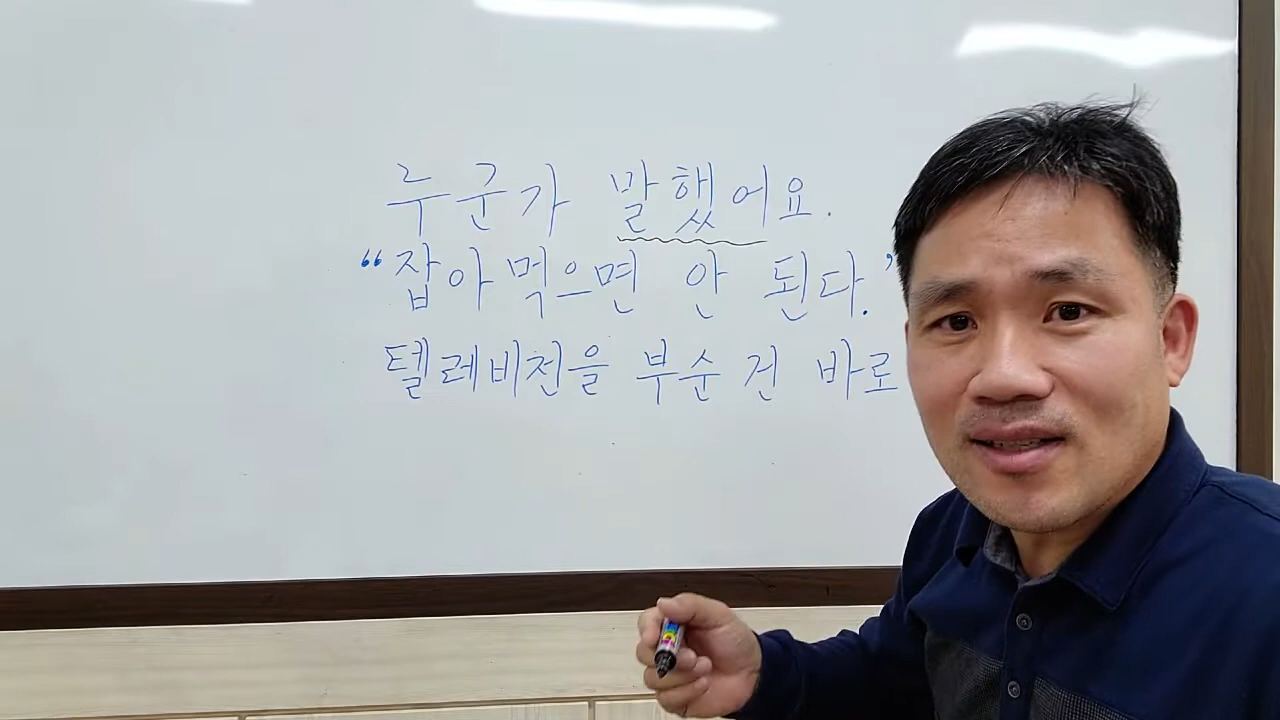 누군가 말했어요.
“잡아 먹으면 안 된다.’
텔레비전을 부순 건 바로